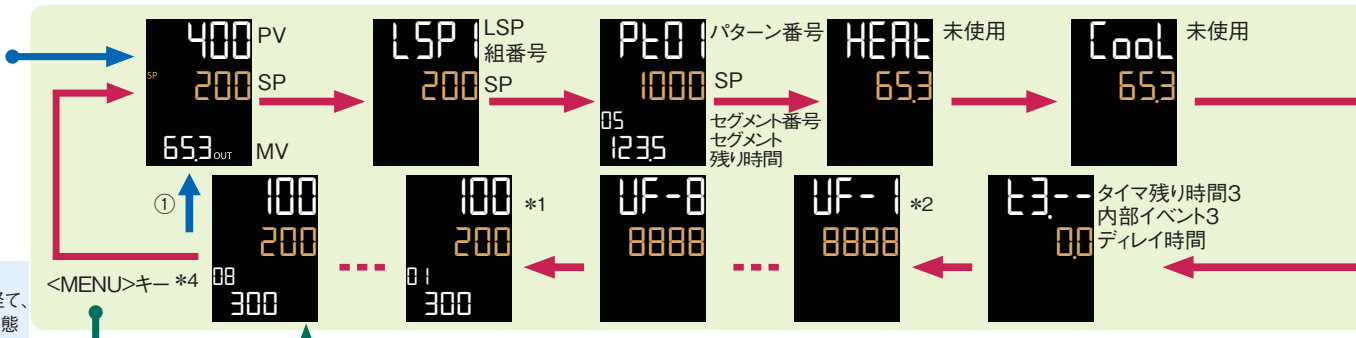 400 PV
SP 200 SP
65.3 OUT MV
LSP1 LSP
組番号
200 SP
Pt01 パターン番号
1000 SP
05 セグメント番号
123.5 セグメント
残り時間
HEAt 未使用
65.3
CooL 未使用
65.3
①
100
200
08
300
100 *1
200
01
300
UF-8
8888
UF-1 *2
8888
t3.-- タイマ残り時間3
内部イベント3
0.0 ディレイ時間
<MENU>キー *4
経て、
態